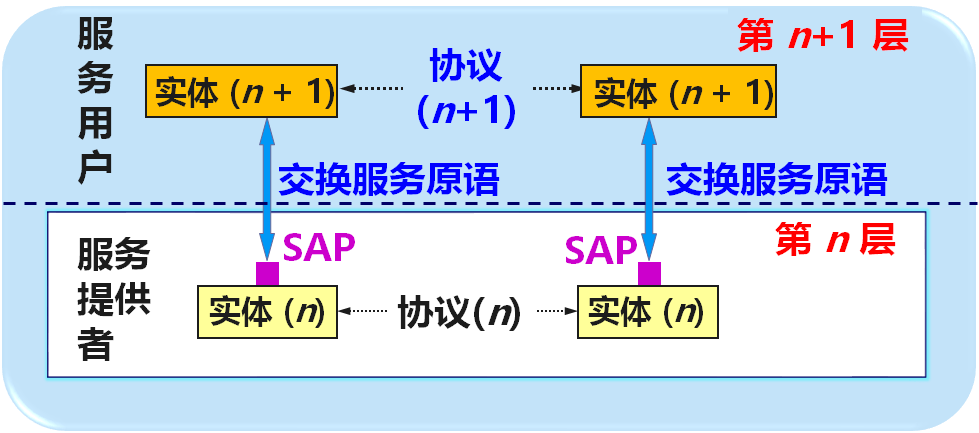 服务用户
第 n+1 层
协议
(n+1)
实体 (n + 1)
实体 (n + 1)
交换服务原语
交换服务原语
服务
提供
者
第 n 层
SAP
SAP
实体 (n)
协议(n)
实体 (n)